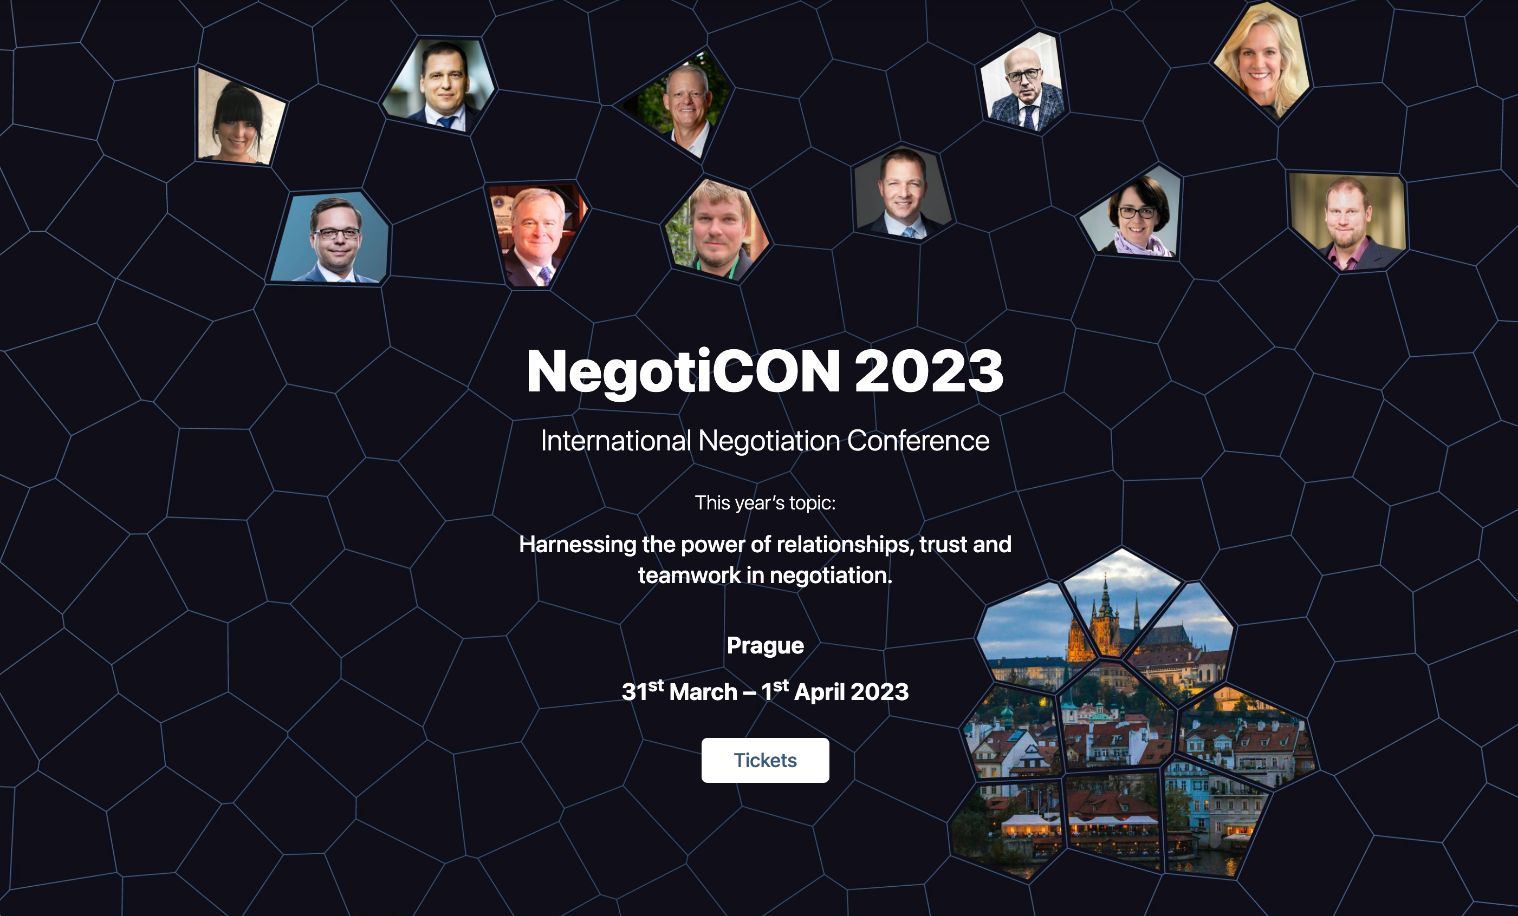 NegotiCON 2023
International Negotiation Conference
This year’s topic:
Harnessing the power of relationships, trust and
teamwork in negotiation.
Prague
31st March – 1st April 2023
Tickets